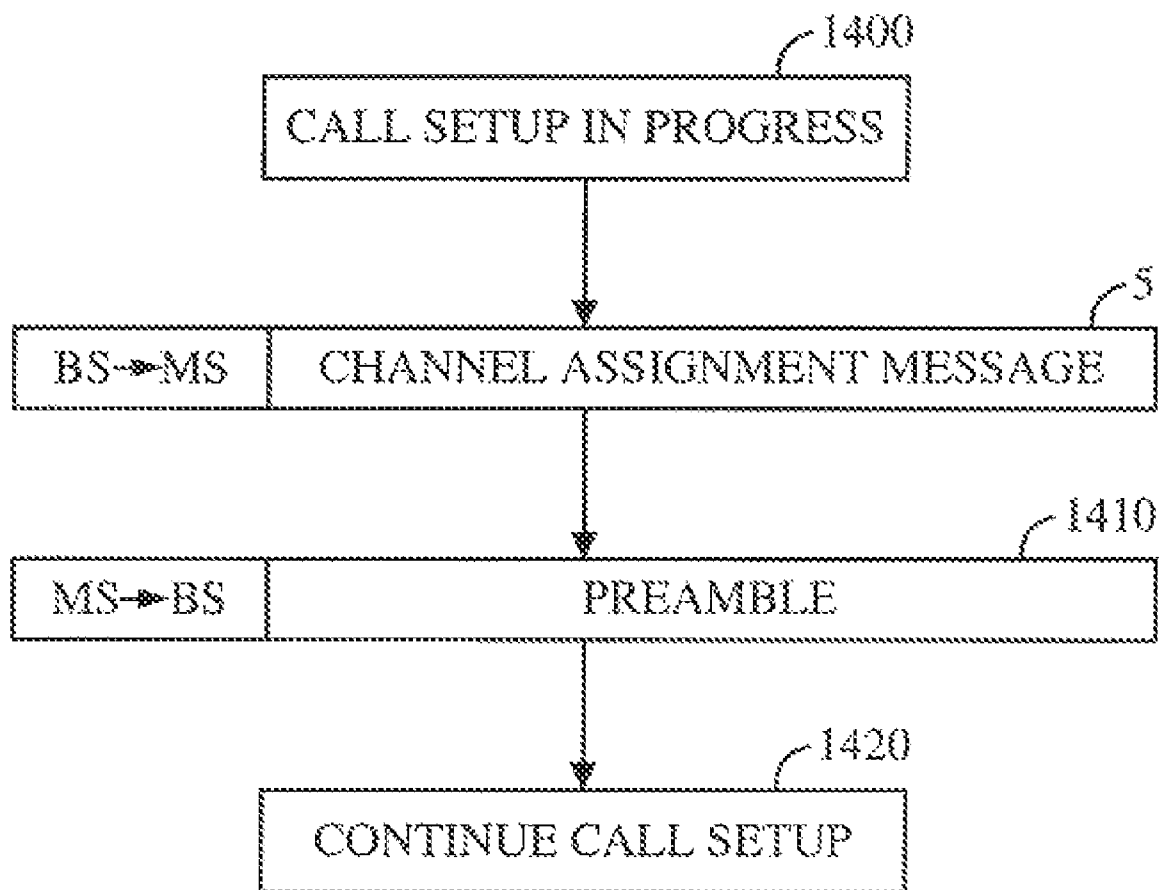 1400
CALL SETUP IN PROGRESS
5
BS→MS CHANNEL ASSIGNMENT MESSAGE
1410
MS→BS PREAMBLE
1420
CONTINUE CALL SETUP